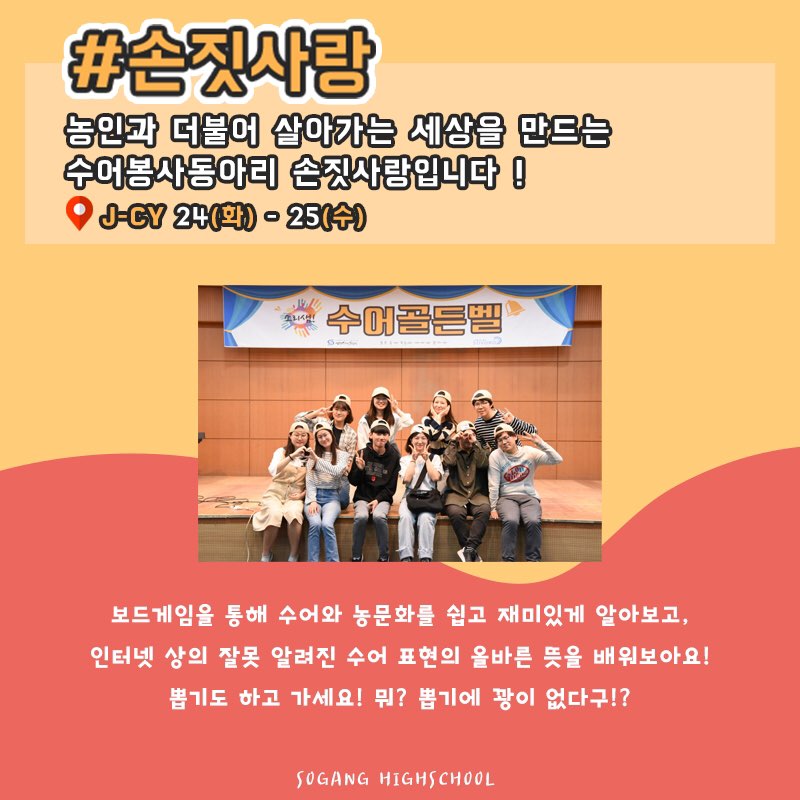 #손짓사랑
농인과 더불어 살아가는 세상을 만드는
수어봉사동아리 손짓사랑입니다 !
J-CY 24(화) - 25(수)
소리샘!
수어골든벨
보드게임을 통해 수어와 농문화를 쉽고 재미있게 알아보고,
인터넷 상의 잘못 알려진 수어 표현의 올바른 뜻을 배워보아요!
뽑기도 하고 가세요! 뭐? 뽑기에 꽝이 없다구!?
SOGANG HIGHSCHOOL